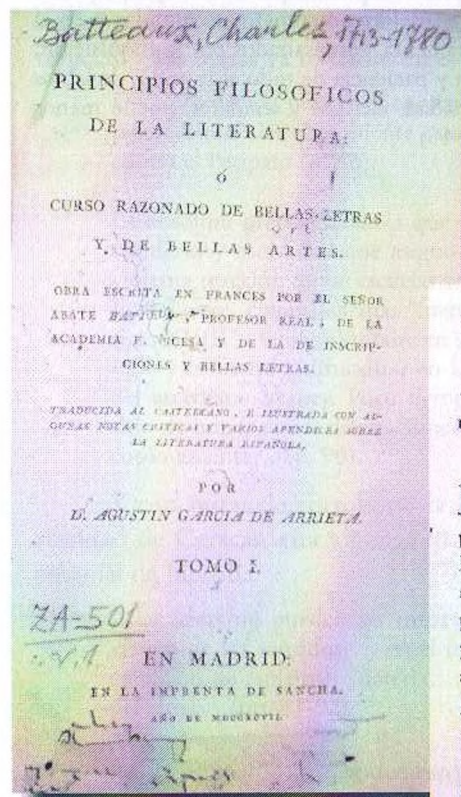 Batteaux, Charles, 1713-1780
PRINCIPIOS FILOSOFICOS
DE LA LITERATURA:
Ó
CURSO RAZONADO DE BELLAS-LETRAS
Y DE BELLAS ARTES.
OBRA ESCRITA EN FRANCES POR EL SEÑOR
ABATE PROFESOR REAL, DE LA
ACADEMIA Y DE LA DE INSCRIP-
CIONES Y BELLAS LETRAS.
TRADUCIDA AL CASTELLANO, E ILUSTRADA CON AL-
GUNAS NOTAS CRITICAS Y VARIOS APENDICES SOBRE
LA LITERATURA ESPAÑOLA,
POR
D. AGUSTIN GARCIA DE ARRIETA.
TOMO I.
ZA-501
v.1
EN MADRID:
EN LA IMPRENTA DE SANCHA.
AÑO DE MDCCXCVII.